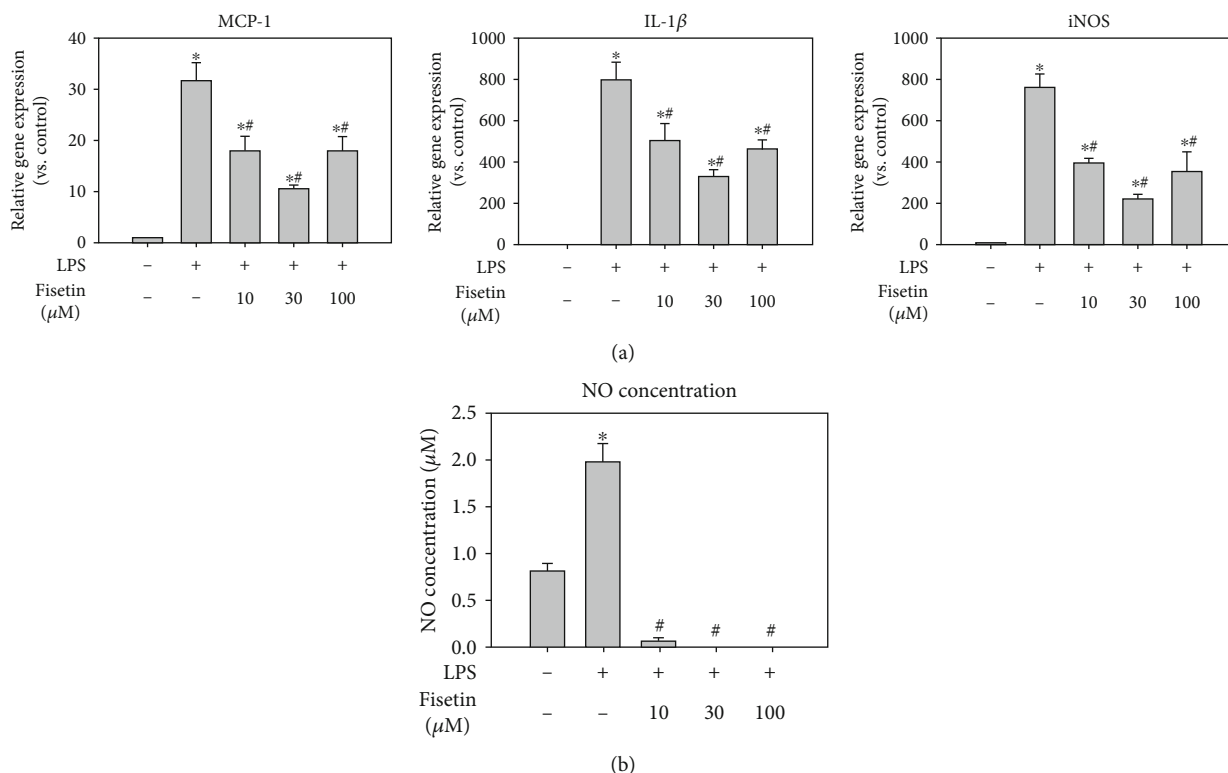 MCP-1
Relative gene expression
(vs. control)
40
30
20
10
0
*
*#
*#
*#
LPS – + + + +
Fisetin
(μM) – – 10 30 100
IL-1β
Relative gene expression
(vs. control)
1000
800
600
400
200
0
*
*#
*#
*#
LPS – + + + +
Fisetin
(μM) – – 10 30 100
iNOS
Relative gene expression
(vs. control)
1000
800
600
400
200
0
*
*#
*#
*#
LPS – + + + +
Fisetin
(μM) – – 10 30 100
(a)
NO concentration
NO concentration (μM)
2.5
2.0
1.5
1.0
0.5
0.0
*
#
#
#
LPS – + + + +
Fisetin
(μM) – – 10 30 100
(b)